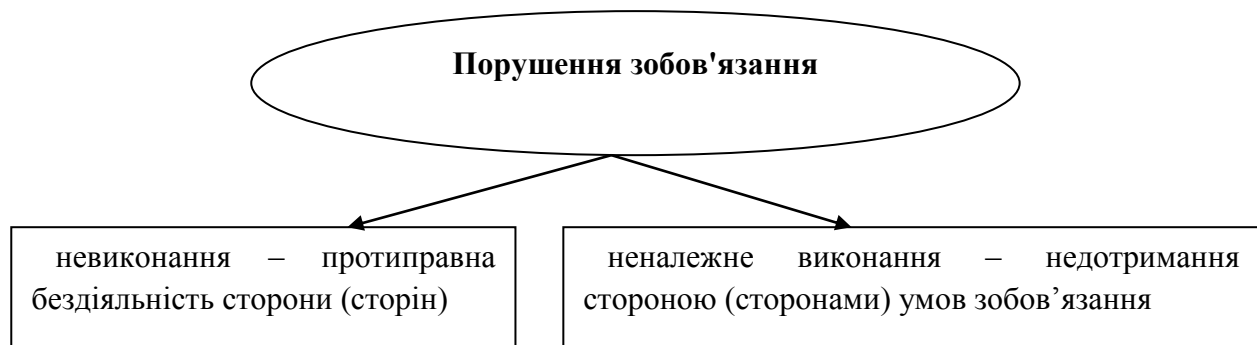 Порушення зобов'язання
невиконання – протиправна
бездіяльність сторони (сторін)
неналежне виконання – недотримання
стороною (сторонами) умов зобов’язання